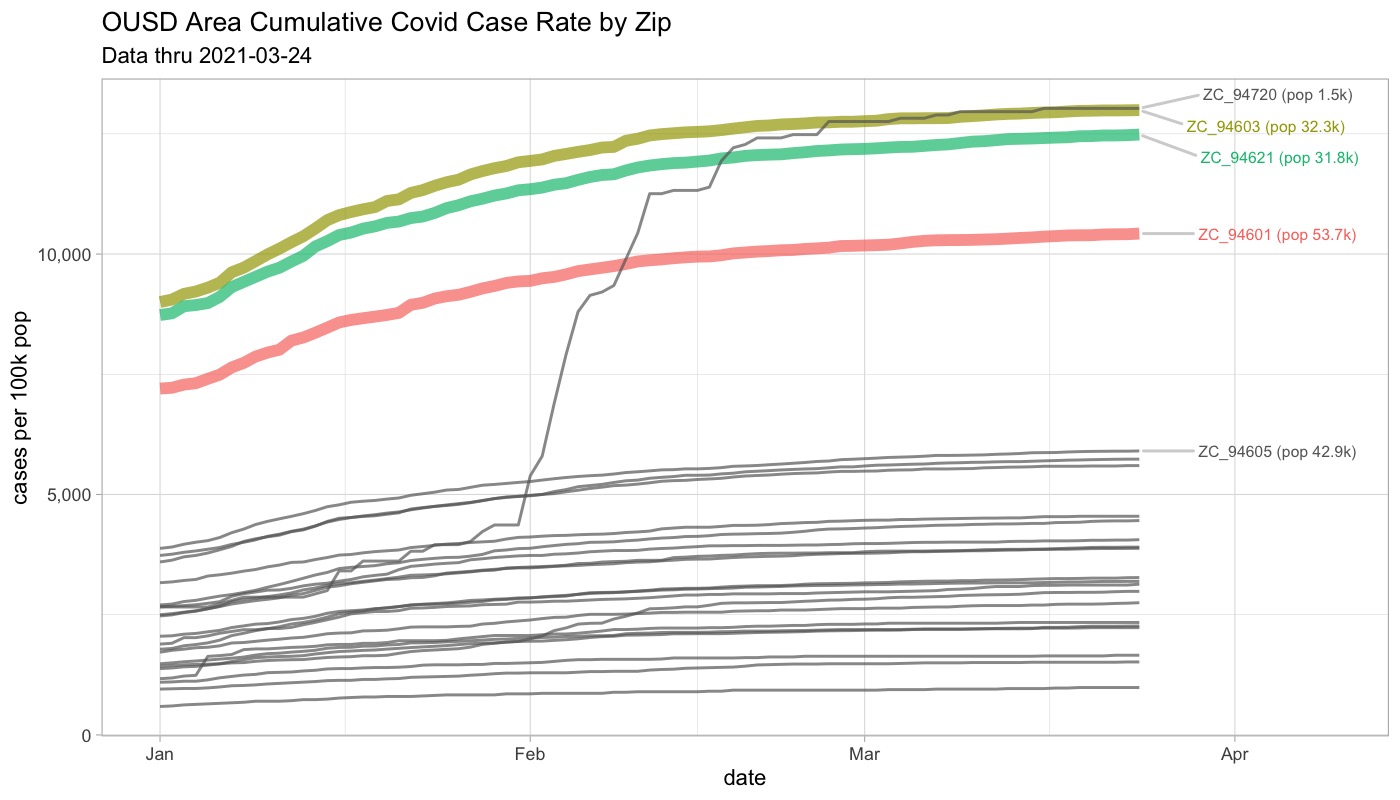 OUSD Area Cumulative Covid Case Rate by Zip
Data thru 2021-03-24
ZC_94720 (pop 1.5k)
ZC_94603 (pop 32.3k)
ZC_94621 (pop 31.8k)
ZC_94601 (pop 53.7k)
ZC_94605 (pop 42.9k)
cases per 100k pop
10,000
5,000
0
Jan
Feb
Mar
Apr
date